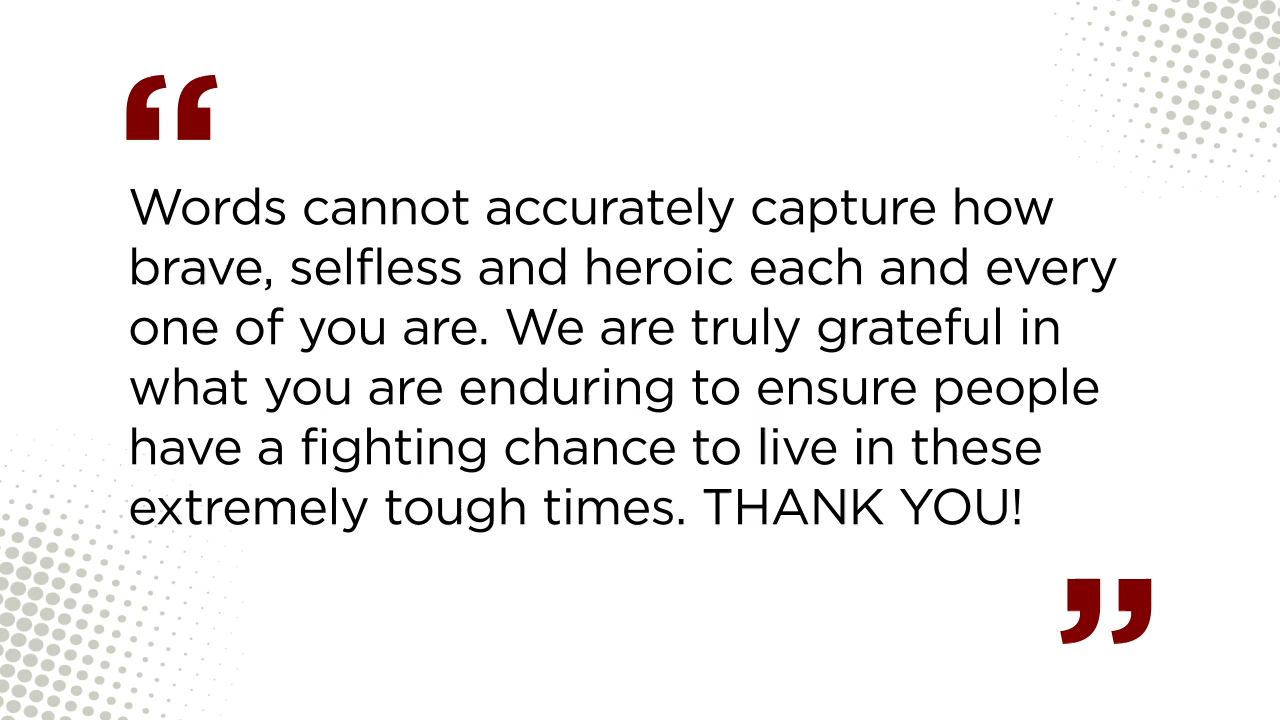 “
Words cannot accurately capture how
brave, selfless and heroic each and every
one of you are. We are truly grateful in
what you are enduring to ensure people
have a fighting chance to live in these
extremely tough times. THANK YOU!
”